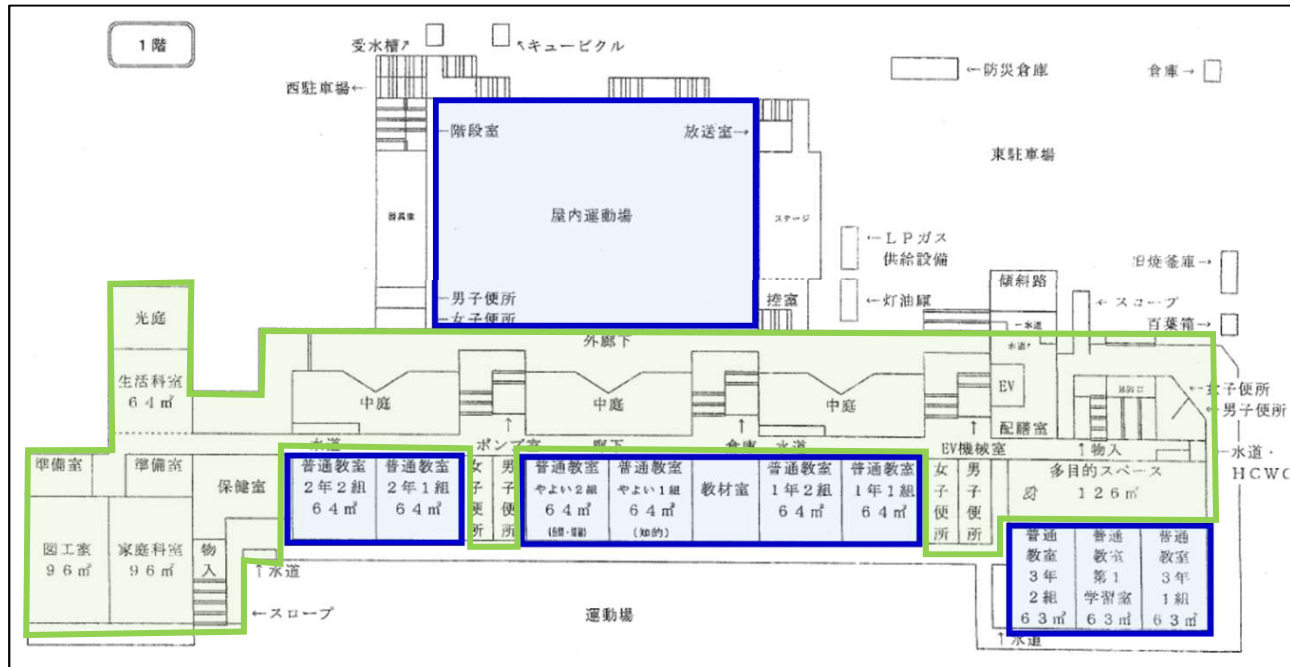 1階
受水槽↗
↖キュービクル
西駐車場←
←防災倉庫
倉庫→
←階段室
放送室→
東駐車場
器具室
屋内運動場
ステージ
←LPガス
供給設備
旧焼釜庫→
←男子便所
←女子便所
控室
←灯油庫
傾斜路
←スロープ
百葉箱→
光庭
外廊下
←水道
水道↗
生活科室
64㎡
中庭
中庭
中庭
EV
配膳室
←女子便所
←男子便所
水道
ポンプ室
廊下
倉庫
水道
EV機械室
↑物入
←水道・
HCWC
準備室
準備室
保健室
普通教室
2年2組
64㎡
普通教室
2年1組
64㎡
女子便所
男子便所
普通教室
やよい2組
64㎡
普通教室
やよい1組
64㎡
(知的)
教材室
普通教室
1年2組
64㎡
普通教室
1年1組
64㎡
女子便所
男子便所
多目的スペース
126㎡
図工室
96㎡
家庭科室
96㎡
物入
↑水道
←スロープ
運動場
普通
教室
3年
2組
63㎡
普通
教室
第1
学習室
63㎡
普通
教室
3年
1組
63㎡
↑水道